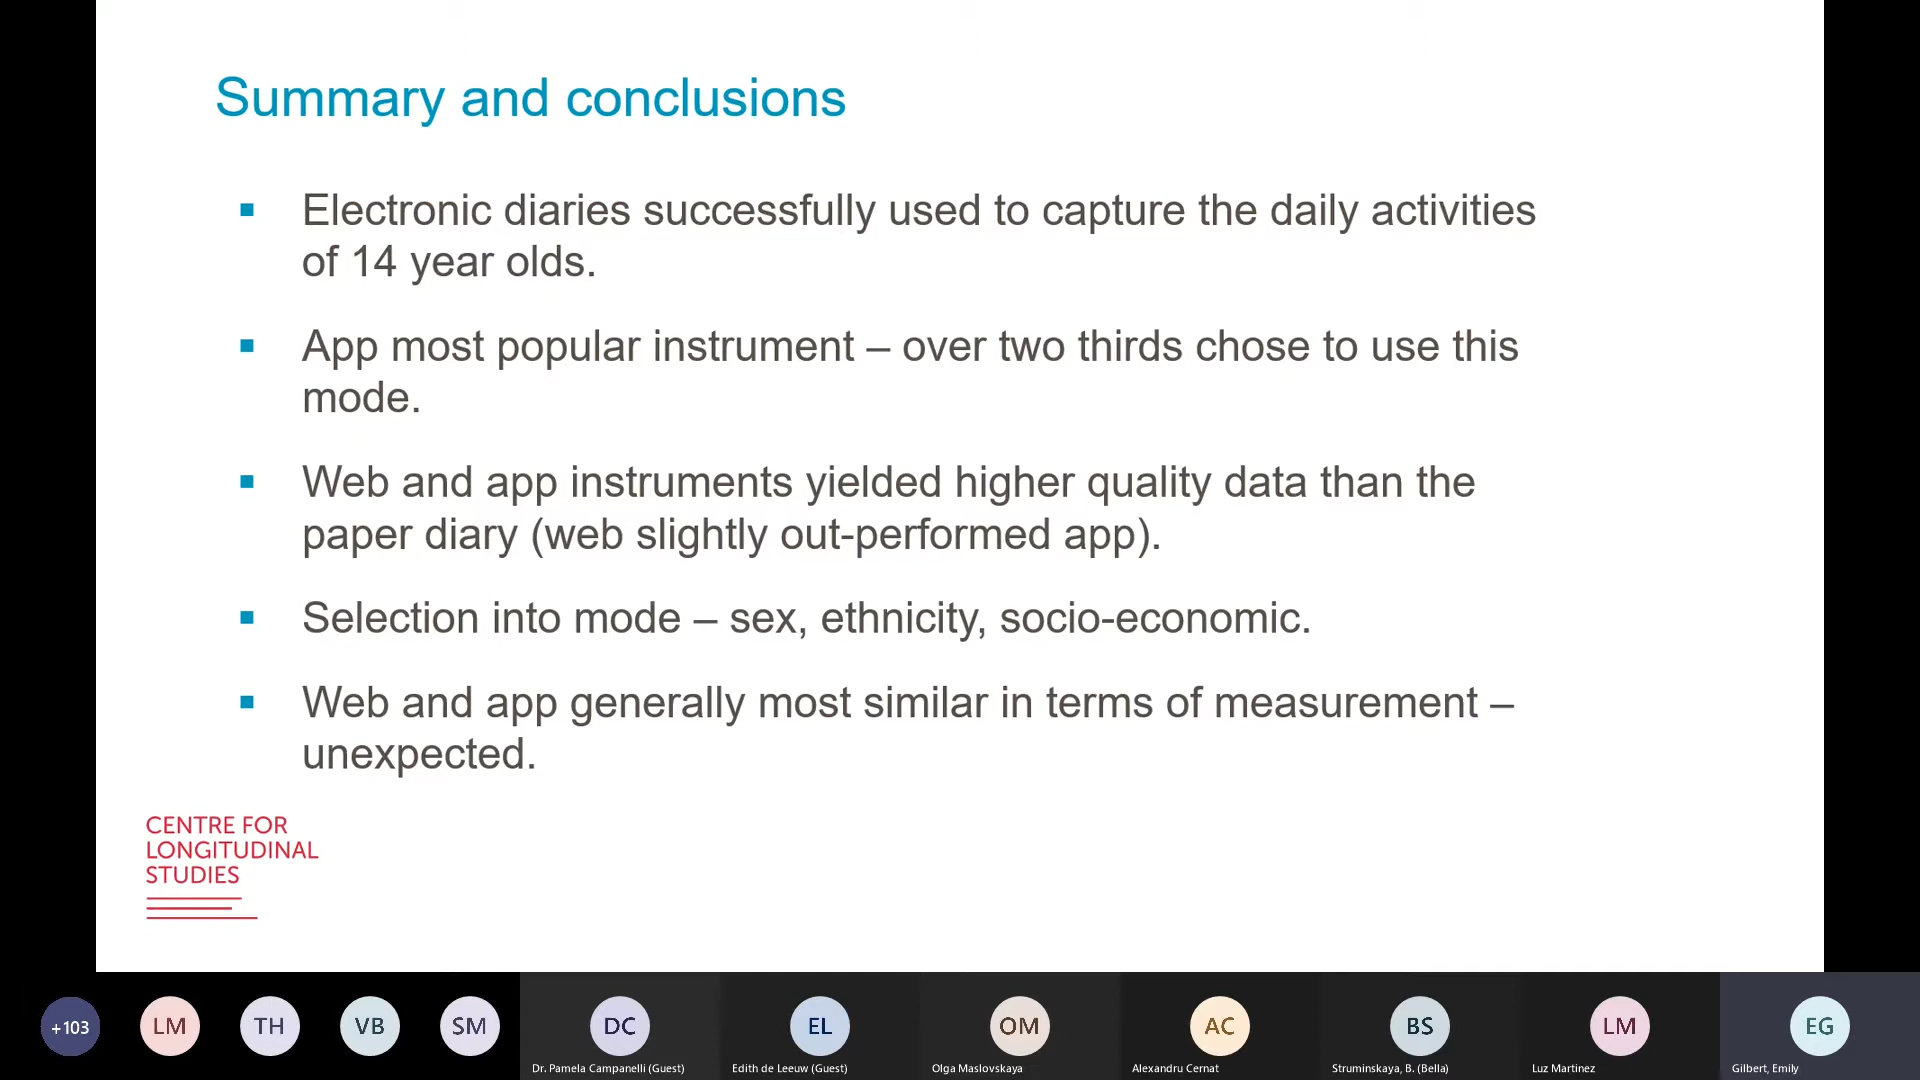 Summary and conclusions
Electronic diaries successfully used to capture the daily activities
of 14 year olds.
App most popular instrument – over two thirds chose to use this
mode.
Web and app instruments yielded higher quality data than the
paper diary (web slightly out-performed app).
Selection into mode – sex, ethnicity, socio-economic.
Web and app generally most similar in terms of measurement –
unexpected.
CENTRE FOR
LONGITUDINAL
STUDIES
+103 LM TH VB SM DC EL OM AC BS LM EG
Dr. Pamela Campanelli (Guest) Edith de Leeuw (Guest) Olga Maslovskaya Alexandru Cernat Struminskaya, B. (Bella) Luz Martinez Gilbert, Emily